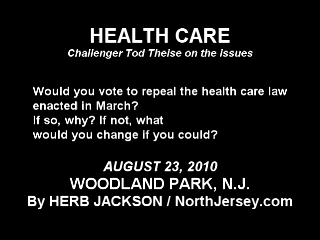 HEALTH CARE
Challenger Tod Theise on the issues
Would you vote to repeal the health care law
enacted in March?
If so, why? If not, what
would you change if you could?
AUGUST 23, 2010
WOODLAND PARK, N.J.
By HERB JACKSON / NorthJersey.com